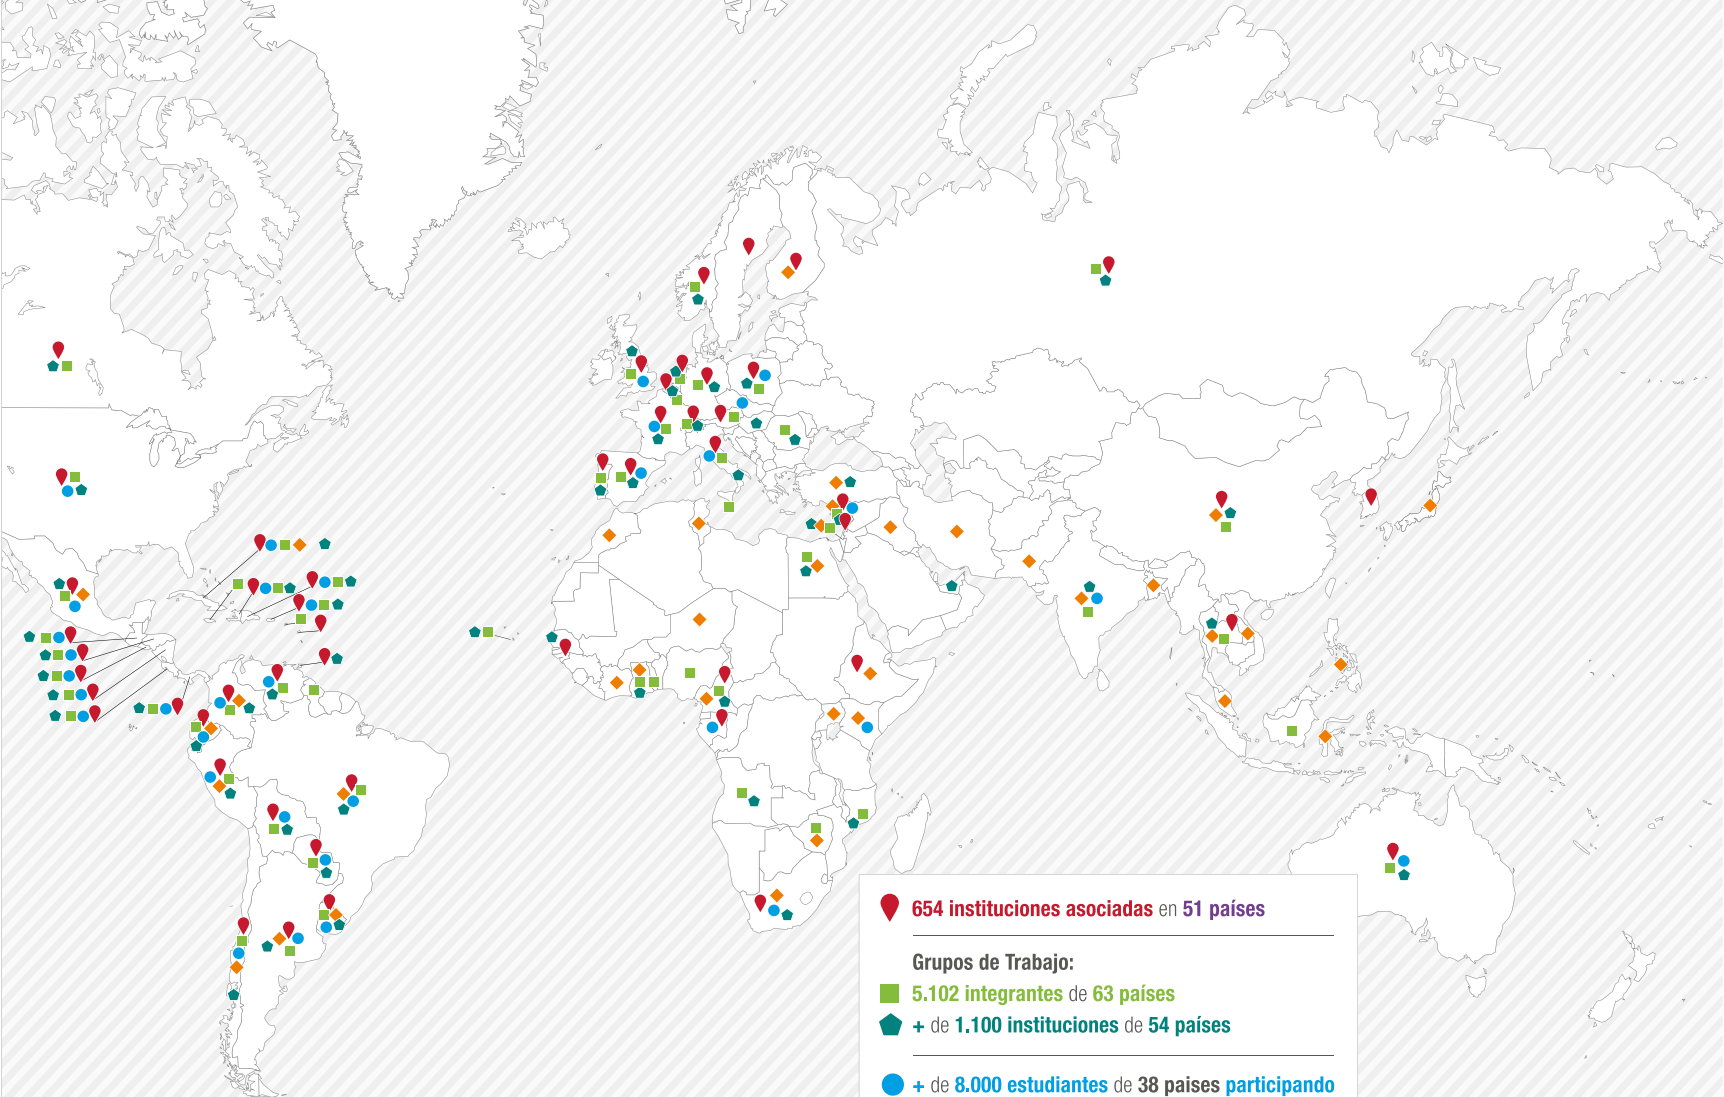 654 instituciones asociadas en 51 países
Grupos de Trabajo:
5.102 integrantes de 63 países
+ de 1.100 instituciones de 54 países
+ de 8.000 estudiantes de 38 paises participando